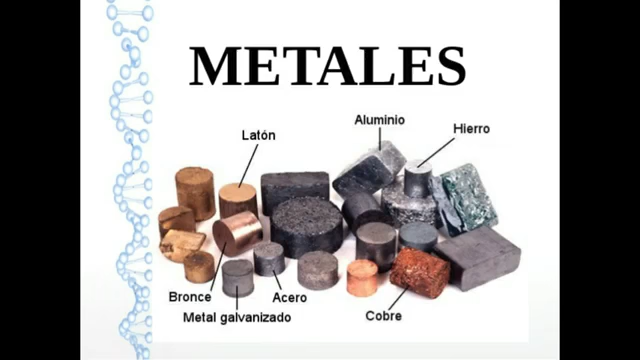 METALES
Aluminio
Hierro
Latón
Bronce
Acero
Metal galvanizado
Cobre